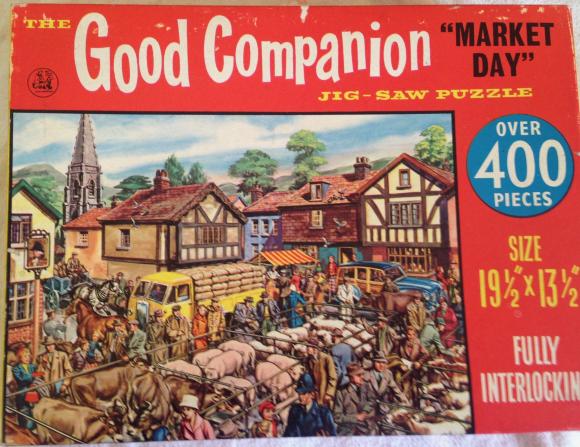 THE
Good Companion
"MARKET
DAY"
JIG-SAW PUZZLE
OVER
400
PIECES
SIZE
19½" x 13½
FULLY
INTERLOCKIN